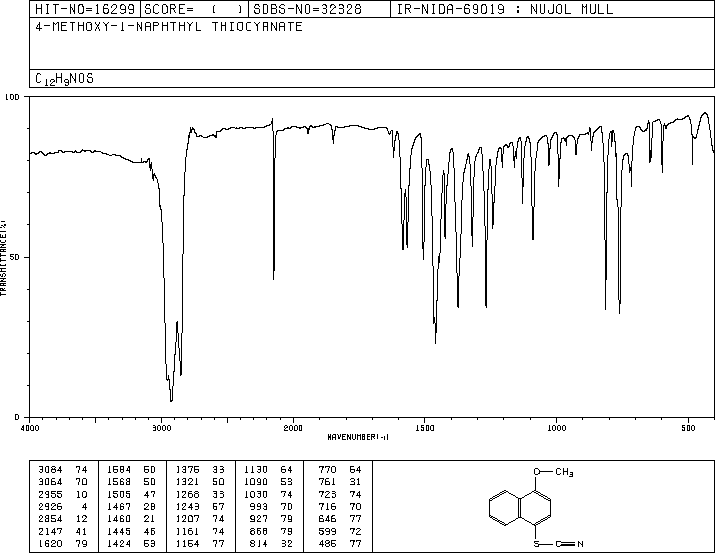 HIT-NO=16299 SCORE= ( ) SDBS-NO=32328 IR-NIDA-69019 : NUJOL MULL
4-METHOXY-1-NAPHTHYL THIOCYANATE
C12H9NOS
100
50
0
TRANSMITTANCE(%)
4000 3000 2000 1500 1000 500
WAVENUMBER(-1)
3084 74 1584 50 1376 33 1130 64 770 64
3064 70 1568 50 1321 50 1090 53 761 31
2955 10 1505 47 1268 33 1030 74 723 74
2926 4 1467 28 1243 57 993 70 716 70
2854 12 1460 21 1207 74 927 79 646 77
2147 41 1445 46 1161 74 868 79 599 72
1620 79 1424 53 1154 77 814 32 486 77
O CH3
S C N